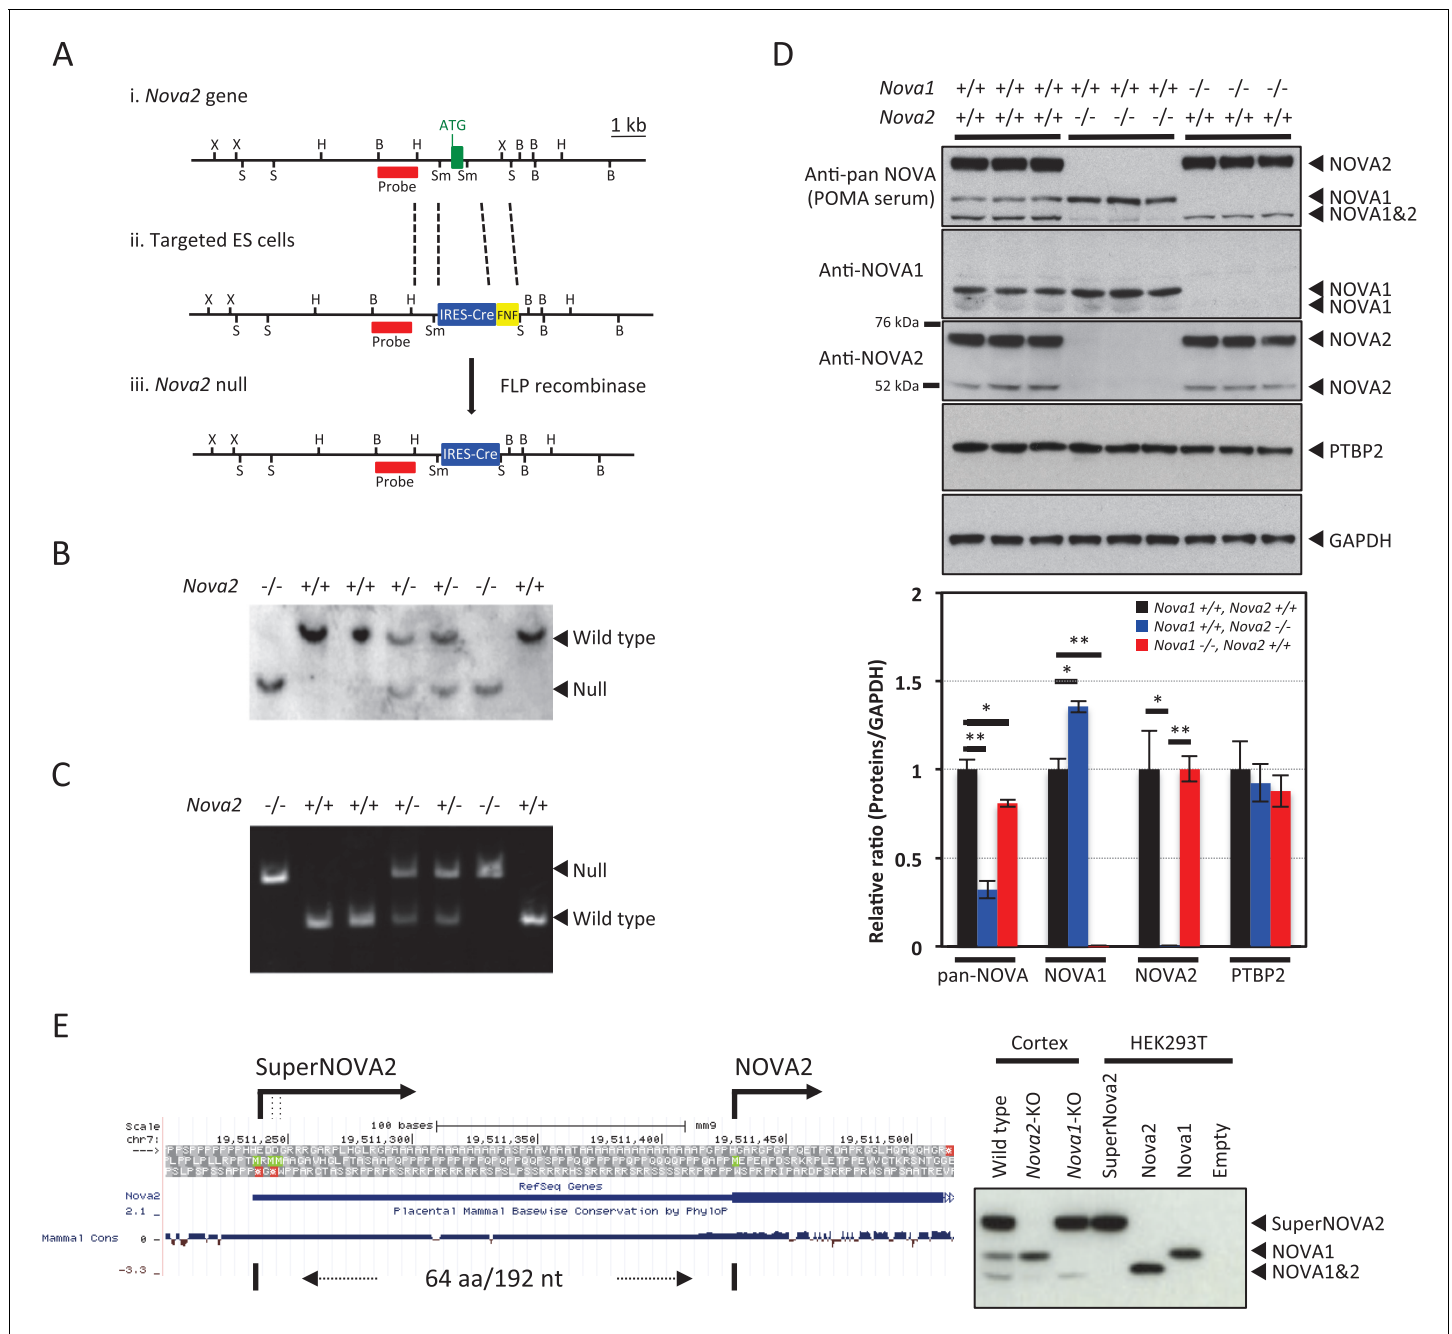 A
i. Nova2 gene
ATG
1 kb
X X H B H X B B H
S S Sm Sm S B B
Probe
ii. Targeted ES cells
X X H B H B B H
IRES-Cre FNF
S S Sm S B B
Probe
iii. Nova2 null
FLP recombinase
X X H B H B B H
IRES-Cre
S S Sm S B B
Probe
B
Nova2 -/- +/+ +/+ +/- +/- -/- +/+
Wild type
Null
C
Nova2 -/- +/+ +/+ +/- +/- -/- +/+
Null
Wild type
D
Nova1 +/+ +/+ +/+ +/+ +/+ +/+ -/- -/- -/-
Nova2 +/+ +/+ +/+ -/- -/- -/- +/+ +/+ +/+
Anti-pan NOVA
(POMA serum)
NOVA2
NOVA1
NOVA1&2
Anti-NOVA1
NOVA1
NOVA1
76 kDa
Anti-NOVA2
52 kDa
NOVA2
NOVA2
PTBP2
GAPDH
Relative ratio (Proteins/GAPDH)
2
1.5
1
0.5
0
Nova1 +/+, Nova2 +/+
Nova1 +/+, Nova2 -/-
Nova1 -/-, Nova2 +/+
* **
** *
* **
pan-NOVA NOVA1 NOVA2 PTBP2
E
SuperNOVA2
NOVA2
Scale
100 bases
mm9
chr7:
19,511,250 19,511,300 19,511,350 19,511,400 19,511,450 19,511,500
--->
RefSeq Genes
Nova2
2.1 _
Placental Mammal Basewise Conservation by PhyloP
Mammal Cons
0 -
-3.3 _
64 aa/192 nt
Cortex HEK293T
Wild type
Nova2-KO
Nova1-KO
SuperNova2
Nova2
Nova1
Empty
SuperNOVA2
NOVA1
NOVA1&2